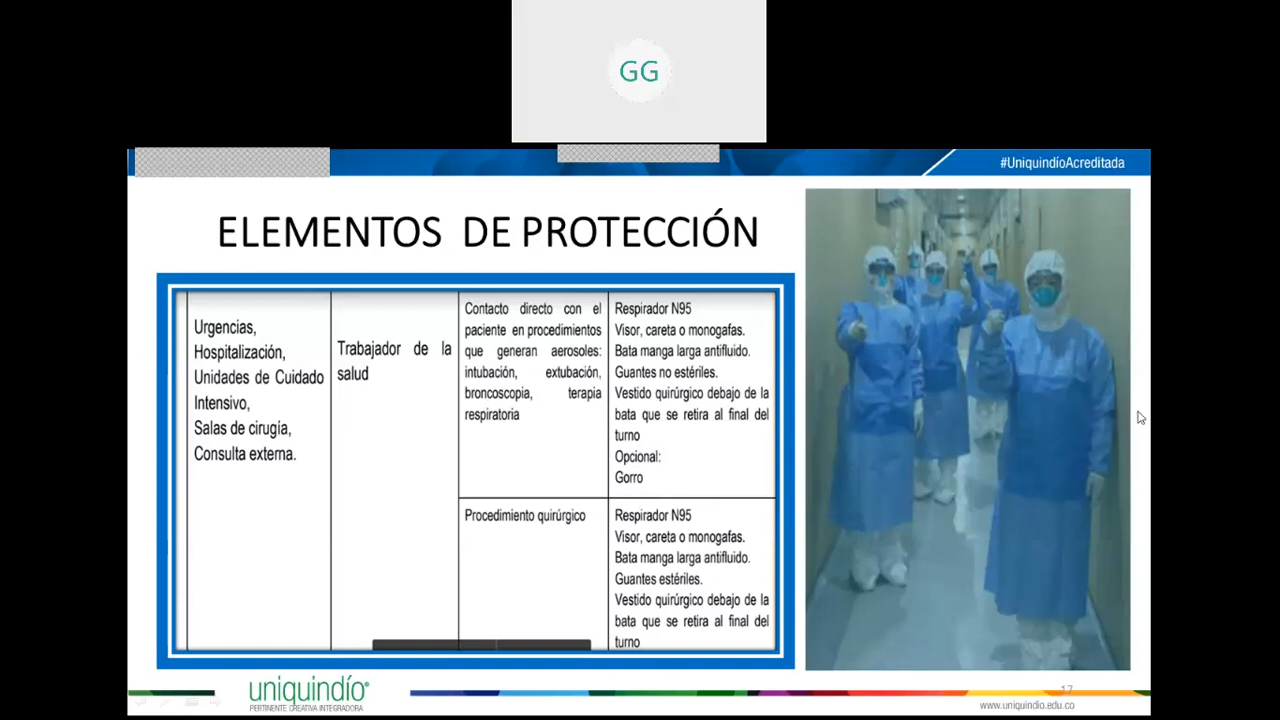 GG
#UniquindíoAcreditada
ELEMENTOS DE PROTECCIÓN
Urgencias,
Hospitalización,
Unidades de Cuidado
Intensivo,
Salas de cirugía,
Consulta externa.
Trabajador de la
salud
Contacto directo con el
paciente en procedimientos
que generan aerosoles:
intubación, extubación,
broncoscopia, terapia
respiratoria
Respirador N95
Visor, careta o monogafas.
Bata manga larga antifluido.
Guantes no estériles.
Vestido quirúrgico debajo de la
bata que se retira al final del
turno
Opcional:
Gorro
Procedimiento quirúrgico
Respirador N95
Visor, careta o monogafas.
Bata manga larga antifluido.
Guantes estériles.
Vestido quirúrgico debajo de la
bata que se retira al final del
turno
uniquindío®
PERTINENTE CREATIVA INTEGRADORA
17
www.uniquindio.edu.co